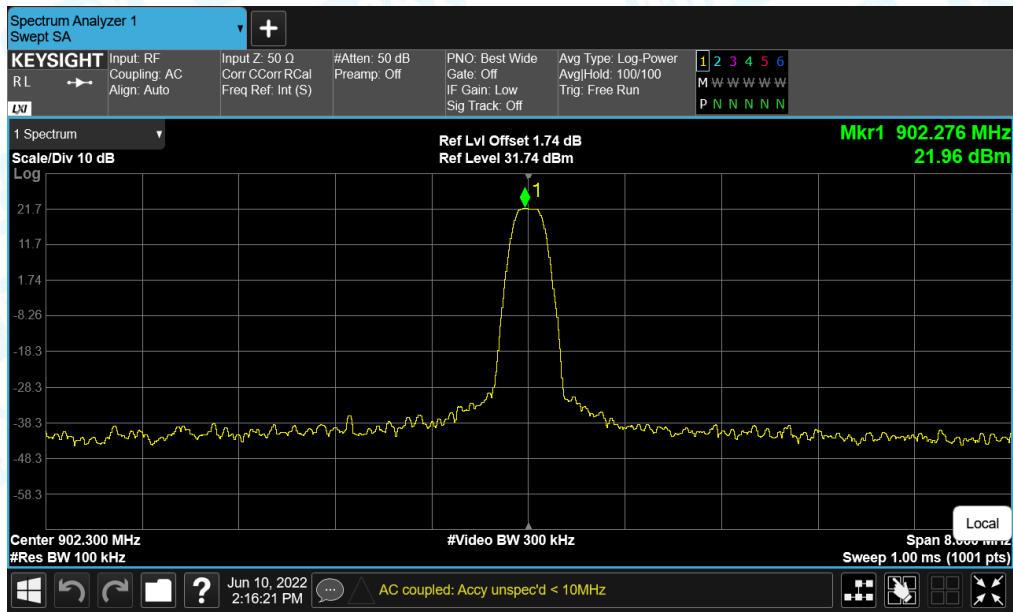 Spectrum Analyzer 1
Swept SA
+
KEYSIGHT
RL
LXI
Input: RF
Coupling: AC
Align: Auto
Input Z: 50 Ω
Corr CCorr RCal
Freq Ref: Int (S)
#Atten: 50 dB
Preamp: Off
PNO: Best Wide
Gate: Off
IF Gain: Low
Sig Track: Off
Avg Type: Log-Power
Avg|Hold: 100/100
Trig: Free Run
1 2 3 4 5 6
M W W W W W
P N N N N N
1 Spectrum
Scale/Div 10 dB
Ref Lvl Offset 1.74 dB
Ref Level 31.74 dBm
Mkr1 902.276 MHz
21.96 dBm
Log
1
21.7
11.7
1.74
-8.26
-18.3
-28.3
-38.3
-48.3
-58.3
Local
Center 902.300 MHz
#Video BW 300 kHz
Span
#Res BW 100 kHz
Sweep 1.00 ms (1001 pts)
?
Jun 10, 2022
2:16:21 PM
AC coupled: Accy unspec'd < 10MHz